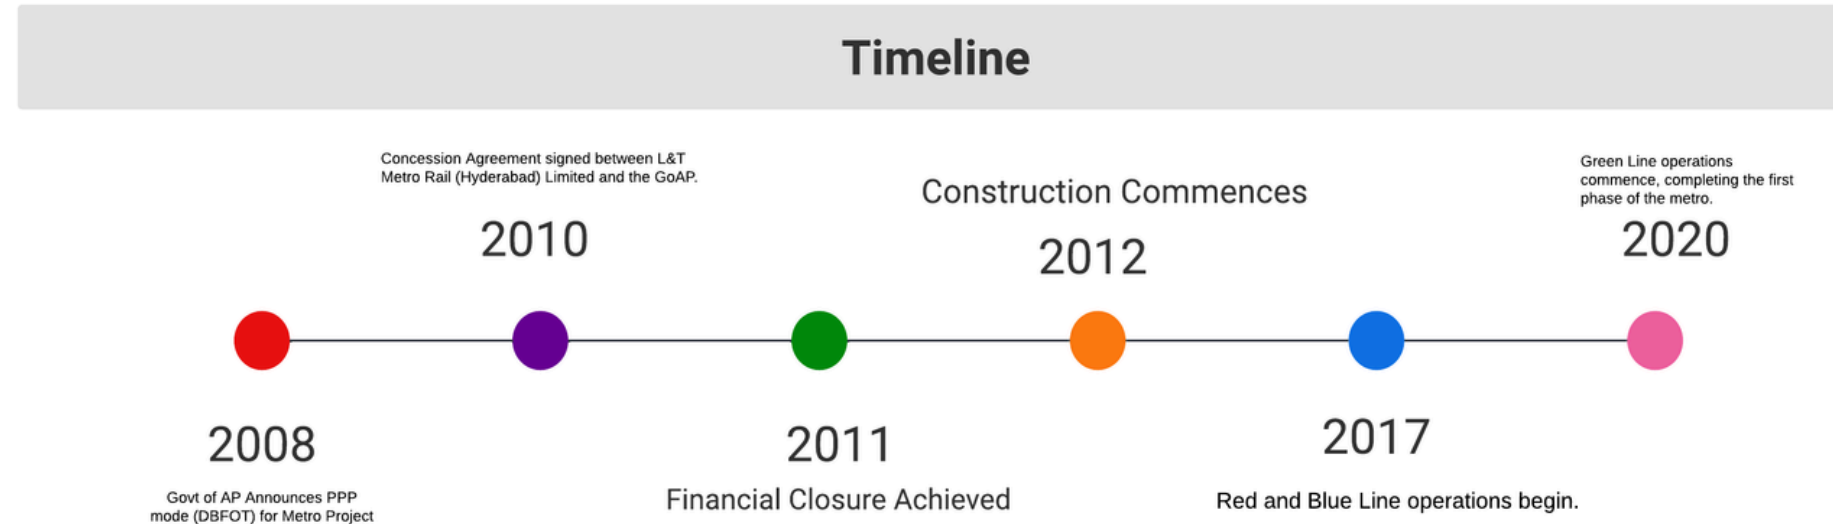 Timeline
Concession Agreement signed between L&T
Metro Rail (Hyderabad) Limited and the GoAP.
2010
Construction Commences
2012
Green Line operations
commence, completing the first
phase of the metro.
2020
2008
Govt of AP Announces PPP
mode (DBFOT) for Metro Project
2011
Financial Closure Achieved
2017
Red and Blue Line operations begin.